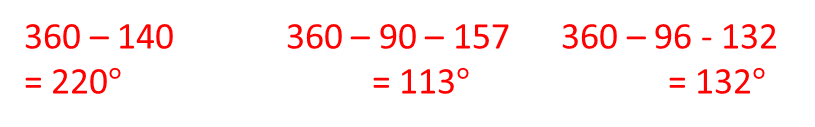 360 – 140
= 220°
360 – 90 – 157
= 113°
360 – 96 - 132
= 132°